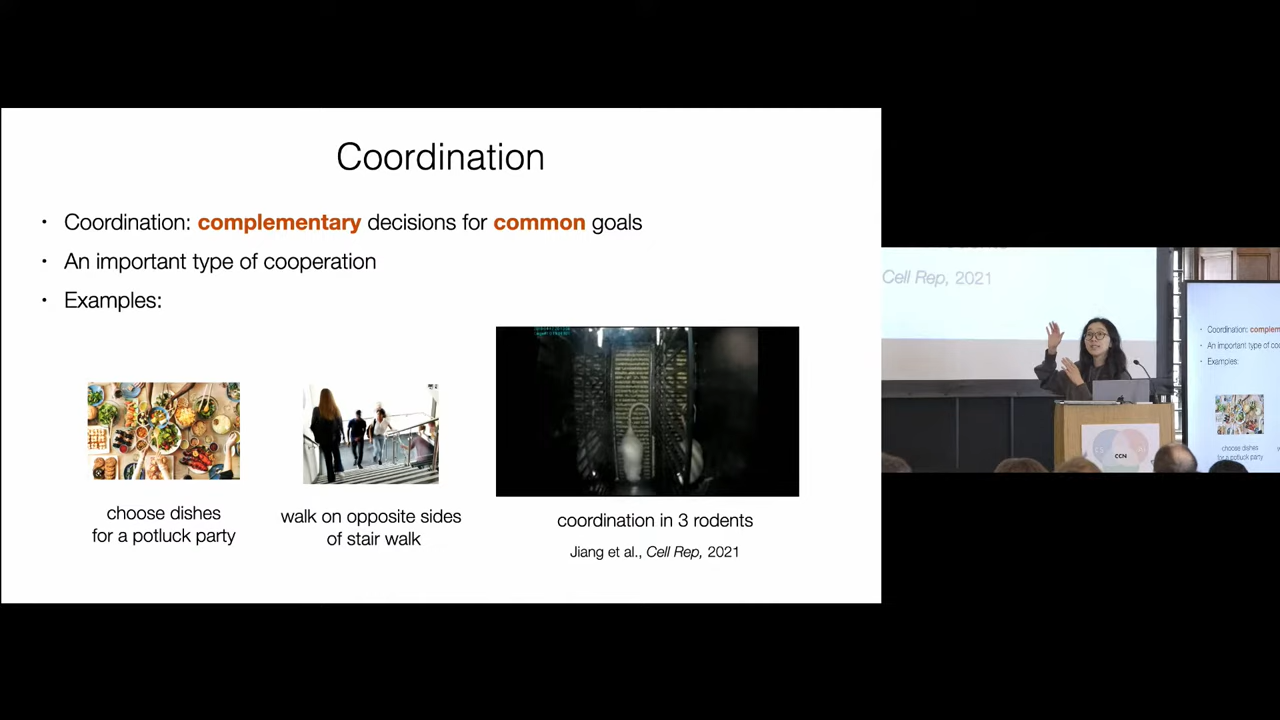 Coordination
• Coordination: complementary decisions for common goals
• An important type of cooperation
• Examples:
choose dishes
for a potluck party
walk on opposite sides
of stair walk
coordination in 3 rodents
Jiang et al., Cell Rep, 2021
Cell Rep, 2021
• Coordination: complem
• An important type of co
• Examples:
choose dishes
for a potluck party
CCN